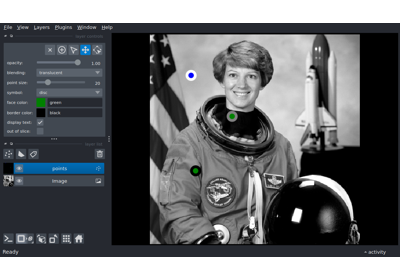 File View Layers Plugins Window Help
opacity: 1.00
blending: translucent
point size: 20
symbol: disc
face color: green
border color: black
display text: ✓
out of slice:
points
Image
Ready activity